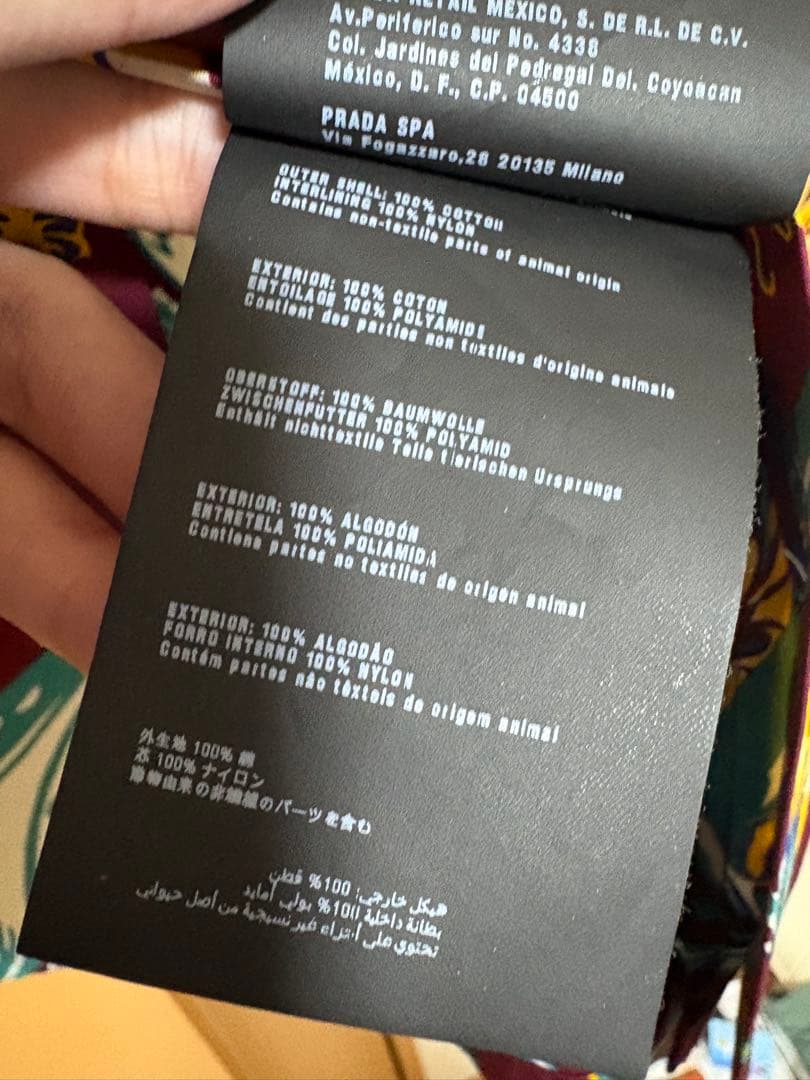 RETAIL MÉXICO, S. DE R.L. DE C.V.
Av.Periferico sur No. 4338
Col. Jardines del Pedregal Del. Coyoacan
México, D. F., C.P. 04500
PRADA SPA
Via Fogazzaro,28 20135 Milano
OUTER SHELL: 100% COTTON
INTERLINING 100% NYLON
Contains non-textile parts of animal origin
EXTERIOR: 100% COTON
ENTOILAGE 100% POLYAMIDE
Contient des parties non textiles d'origine animale
OBERSTOFF: 100% BAUMWOLLE
ZWISCHENFUTTER 100% POLYAMID
Enthält nichttextile Teile tierischen Ursprungs
EXTERIOR: 100% ALGODÓN
ENTRETELA 100% POLIAMIDA
Contiene partes no textiles de origen animal
EXTERIOR: 100% ALGODÃO
FORRO INTERNO 100% NYLON
Contém partes não têxteis de origem animal
外生地 100% 綿
芯 100% ナイロン
動物由来の非繊維のパーツを含む
هيكل خارجي: 100% قطن
بطانة داخلية 100% بولي أمايد
تحتوي على أجزاء غير نسيجية من أصل حيواني